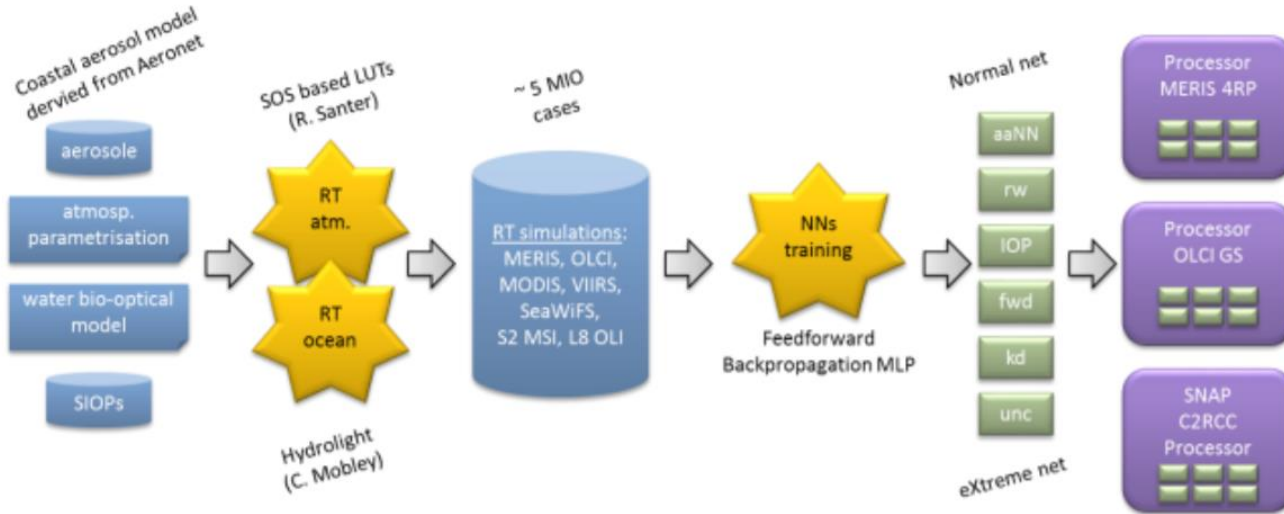 Coastal aerosol model
dervied from Aeronet
aerosole
atmosp.
parametrisation
water bio-optical
model
SIOPs
SOS based LUTs
(R. Santer)
RT
atm.
RT
ocean
Hydrolight
(C. Mobley)
~ 5 MIO
cases
RT simulations:
MERIS, OLCI,
MODIS, VIIRS,
SeaWiFS,
S2 MSI, L8 OLI
NNs
training
Feedforward
Backpropagation MLP
Normal net
aaNN
rw
IOP
fwd
kd
unc
eXtreme net
Processor
MERIS 4RP
Processor
OLCI GS
SNAP
C2RCC
Processor